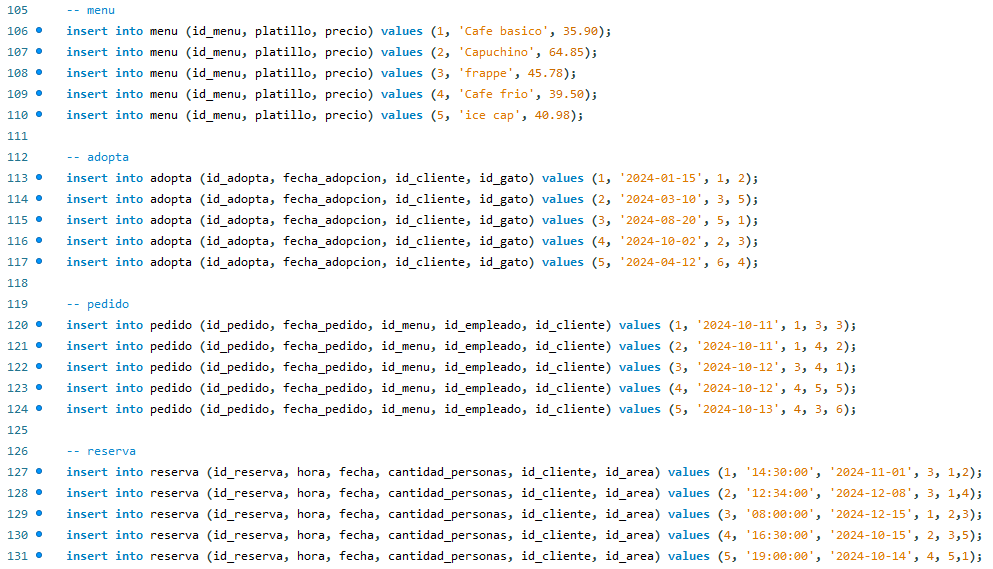 105 -- menu
106 insert into menu (id_menu, platillo, precio) values (1, 'Cafe basico', 35.90);
107 insert into menu (id_menu, platillo, precio) values (2, 'Capuchino', 64.85);
108 insert into menu (id_menu, platillo, precio) values (3, 'frappe', 45.78);
109 insert into menu (id_menu, platillo, precio) values (4, 'Cafe frio', 39.50);
110 insert into menu (id_menu, platillo, precio) values (5, 'ice cap', 40.98);
111
112 -- adopta
113 insert into adopta (id_adopta, fecha_adopcion, id_cliente, id_gato) values (1, '2024-01-15', 1, 2);
114 insert into adopta (id_adopta, fecha_adopcion, id_cliente, id_gato) values (2, '2024-03-10', 3, 5);
115 insert into adopta (id_adopta, fecha_adopcion, id_cliente, id_gato) values (3, '2024-08-20', 5, 1);
116 insert into adopta (id_adopta, fecha_adopcion, id_cliente, id_gato) values (4, '2024-10-02', 2, 3);
117 insert into adopta (id_adopta, fecha_adopcion, id_cliente, id_gato) values (5, '2024-04-12', 6, 4);
118
119 -- pedido
120 insert into pedido (id_pedido, fecha_pedido, id_menu, id_empleado, id_cliente) values (1, '2024-10-11', 1, 3, 3);
121 insert into pedido (id_pedido, fecha_pedido, id_menu, id_empleado, id_cliente) values (2, '2024-10-11', 1, 4, 2);
122 insert into pedido (id_pedido, fecha_pedido, id_menu, id_empleado, id_cliente) values (3, '2024-10-12', 3, 4, 1);
123 insert into pedido (id_pedido, fecha_pedido, id_menu, id_empleado, id_cliente) values (4, '2024-10-12', 4, 5, 5);
124 insert into pedido (id_pedido, fecha_pedido, id_menu, id_empleado, id_cliente) values (5, '2024-10-13', 4, 3, 6);
125
126 -- reserva
127 insert into reserva (id_reserva, hora, fecha, cantidad_personas, id_cliente, id_area) values (1, '14:30:00', '2024-11-01', 3, 1,2);
128 insert into reserva (id_reserva, hora, fecha, cantidad_personas, id_cliente, id_area) values (2, '12:34:00', '2024-12-08', 3, 1,4);
129 insert into reserva (id_reserva, hora, fecha, cantidad_personas, id_cliente, id_area) values (3, '08:00:00', '2024-12-15', 1, 2,3);
130 insert into reserva (id_reserva, hora, fecha, cantidad_personas, id_cliente, id_area) values (4, '16:30:00', '2024-10-15', 2, 3,5);
131 insert into reserva (id_reserva, hora, fecha, cantidad_personas, id_cliente, id_area) values (5, '19:00:00', '2024-10-14', 4, 5,1);